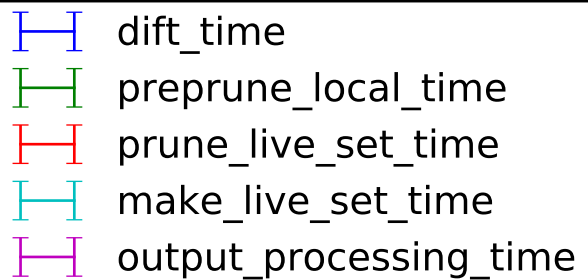 dift_time
preprune_local_time
prune_live_set_time
make_live_set_time
output_processing_time